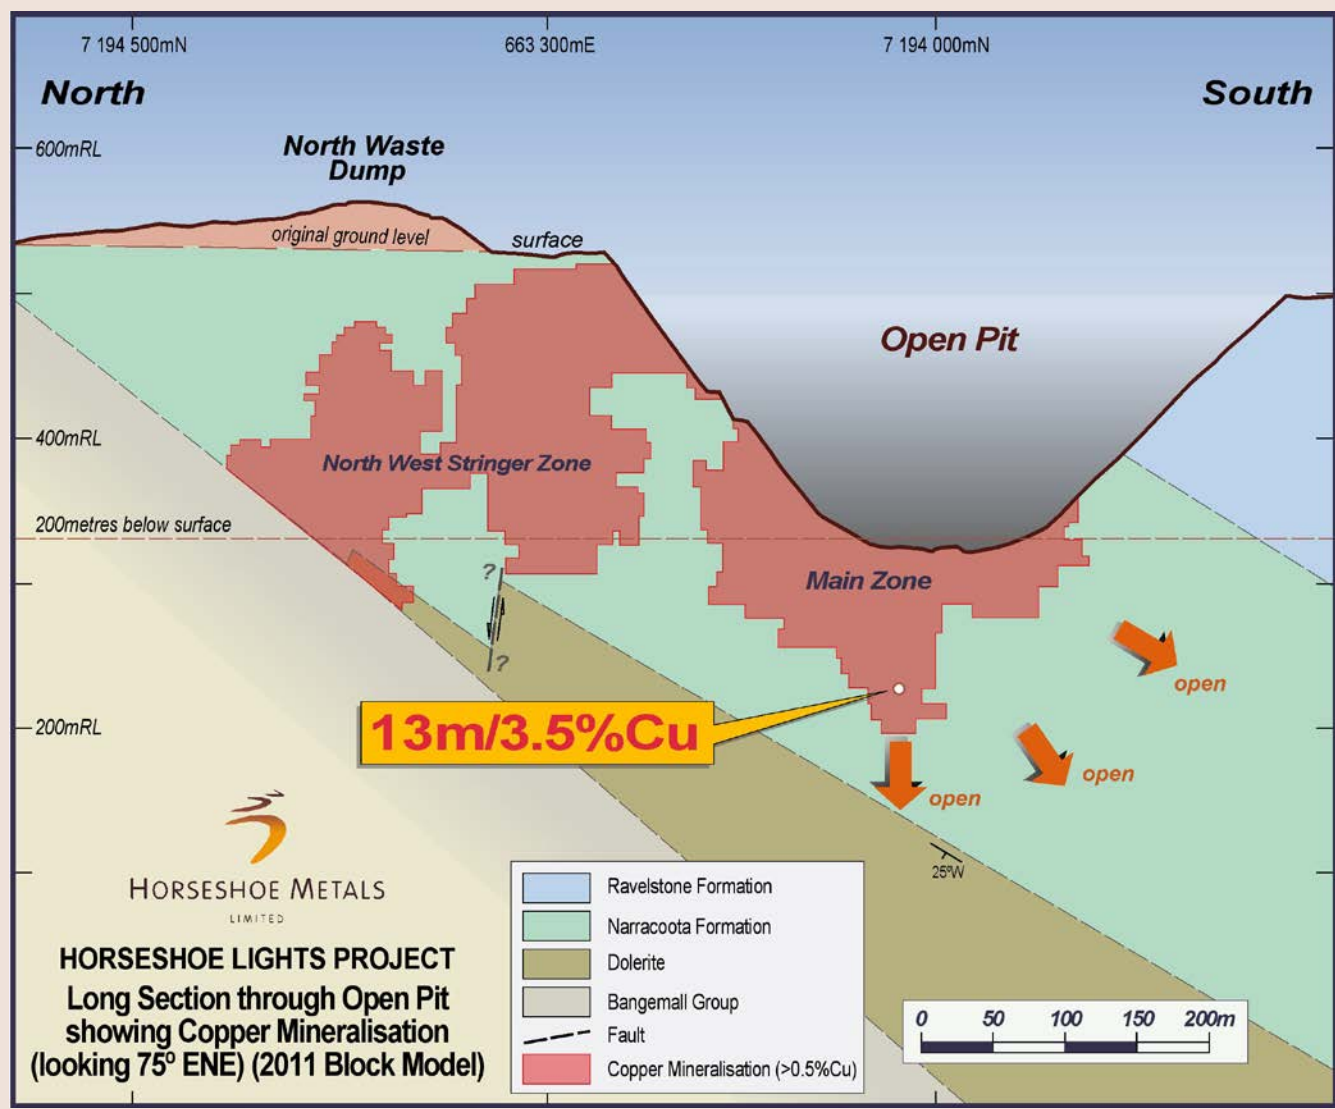 7 194 500mN
663 300mE
7 194 000mN
North
South
600mRL
North Waste
Dump
original ground level
surface
Open Pit
400mRL
North West Stringer Zone
200metres below surface
?
Main Zone
?
open
13m/3.5%Cu
200mRL
open
open
25ºW
HORSESHOE METALS
LIMITED
HORSESHOE LIGHTS PROJECT
Long Section through Open Pit
showing Copper Mineralisation
(looking 75º ENE) (2011 Block Model)
Ravelstone Formation
Narracoota Formation
Dolerite
Bangemall Group
Fault
Copper Mineralisation (>0.5%Cu)
0 50 100 150 200m